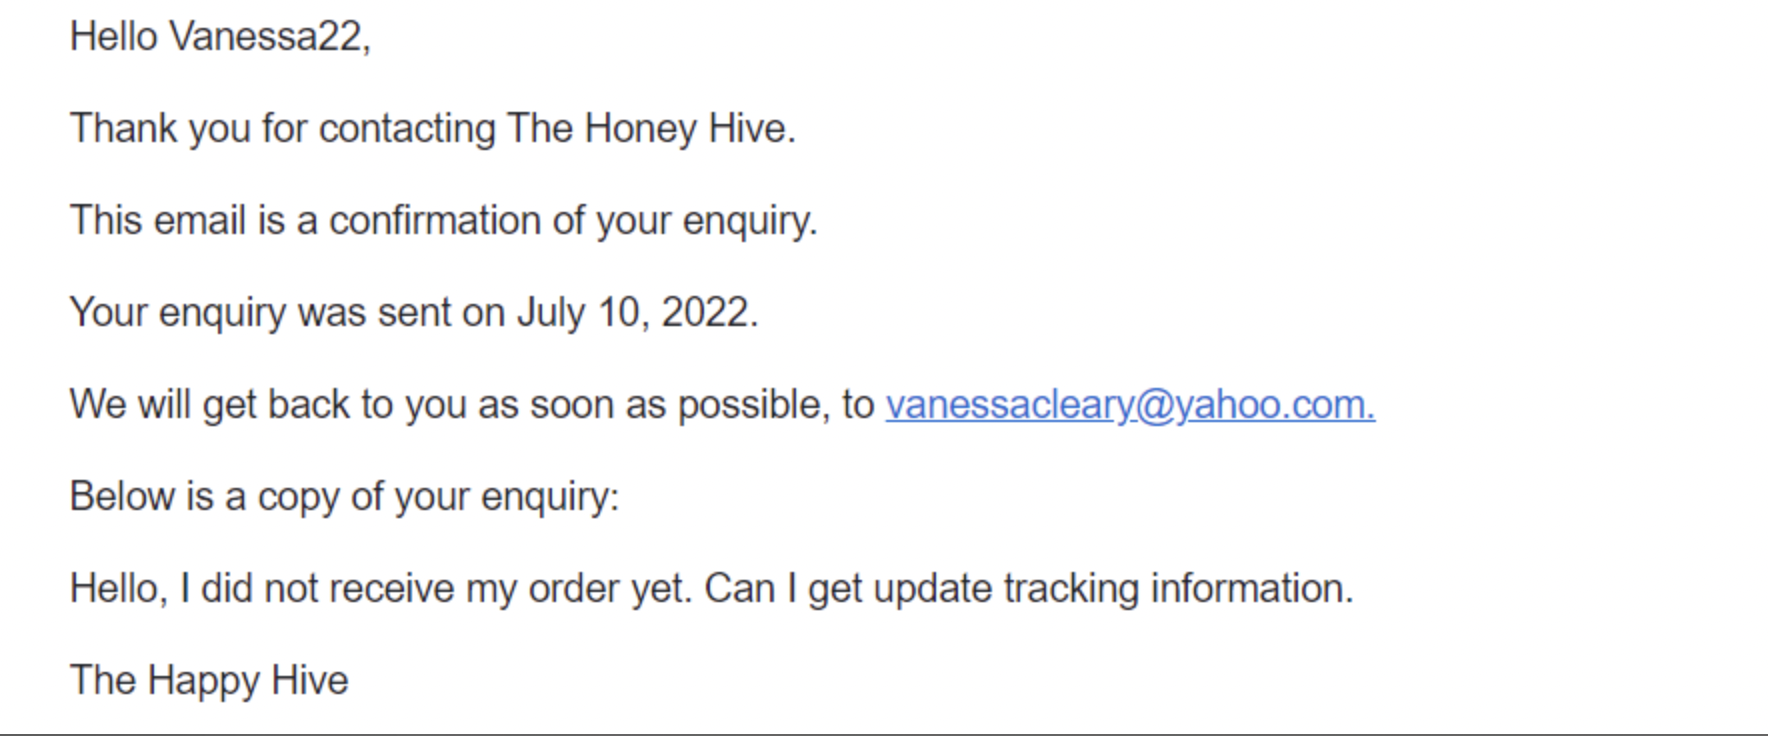 Hello Vanessa22,
Thank you for contacting The Honey Hive.
This email is a confirmation of your enquiry.
Your enquiry was sent on July 10, 2022.
We will get back to you as soon as possible, to vanessacleary@yahoo.com.
Below is a copy of your enquiry:
Hello, I did not receive my order yet. Can I get update tracking information.
The Happy Hive